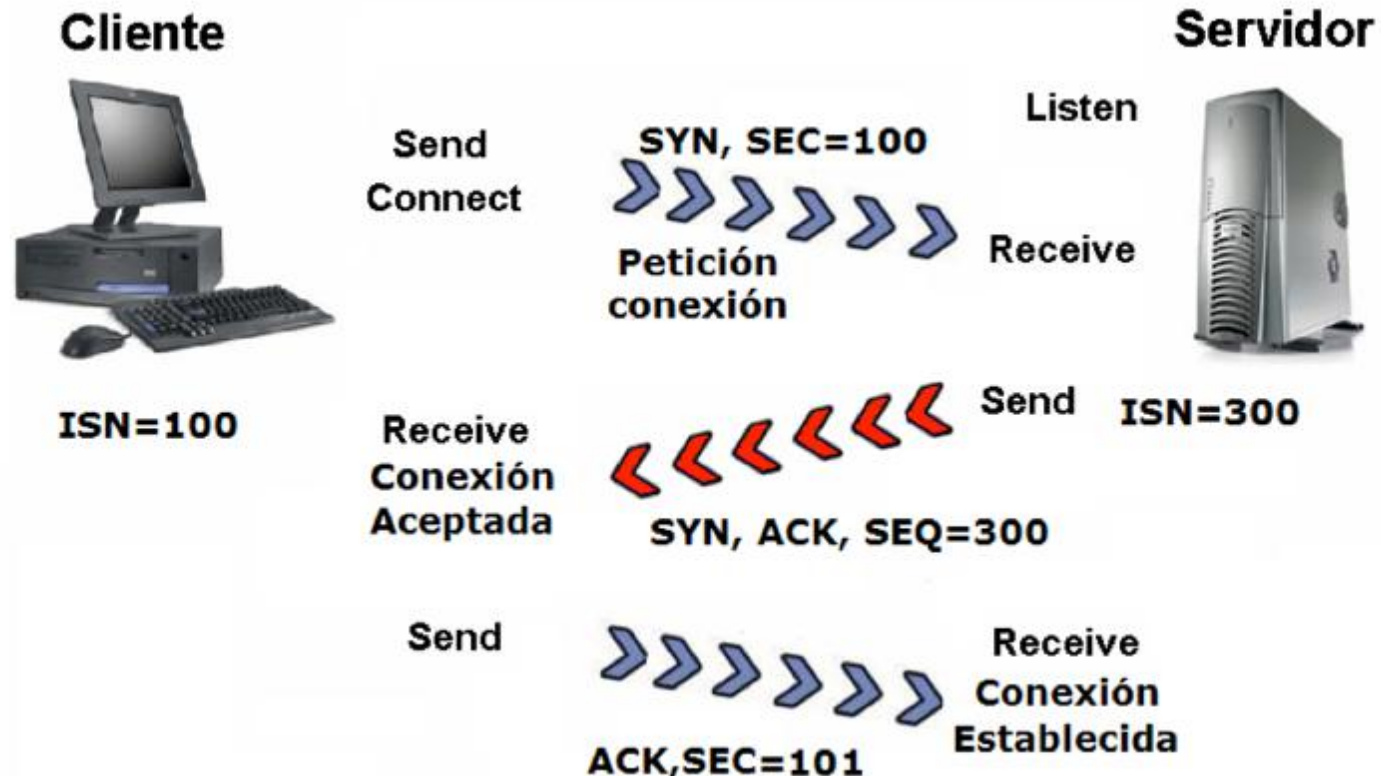 Cliente
Servidor
Listen
Send
Connect
SYN, SEC=100
Petición
conexión
Receive
ISN=100
Receive
Conexión
Aceptada
Send
ISN=300
SYN, ACK, SEQ=300
Send
Receive
Conexión
Establecida
ACK,SEC=101